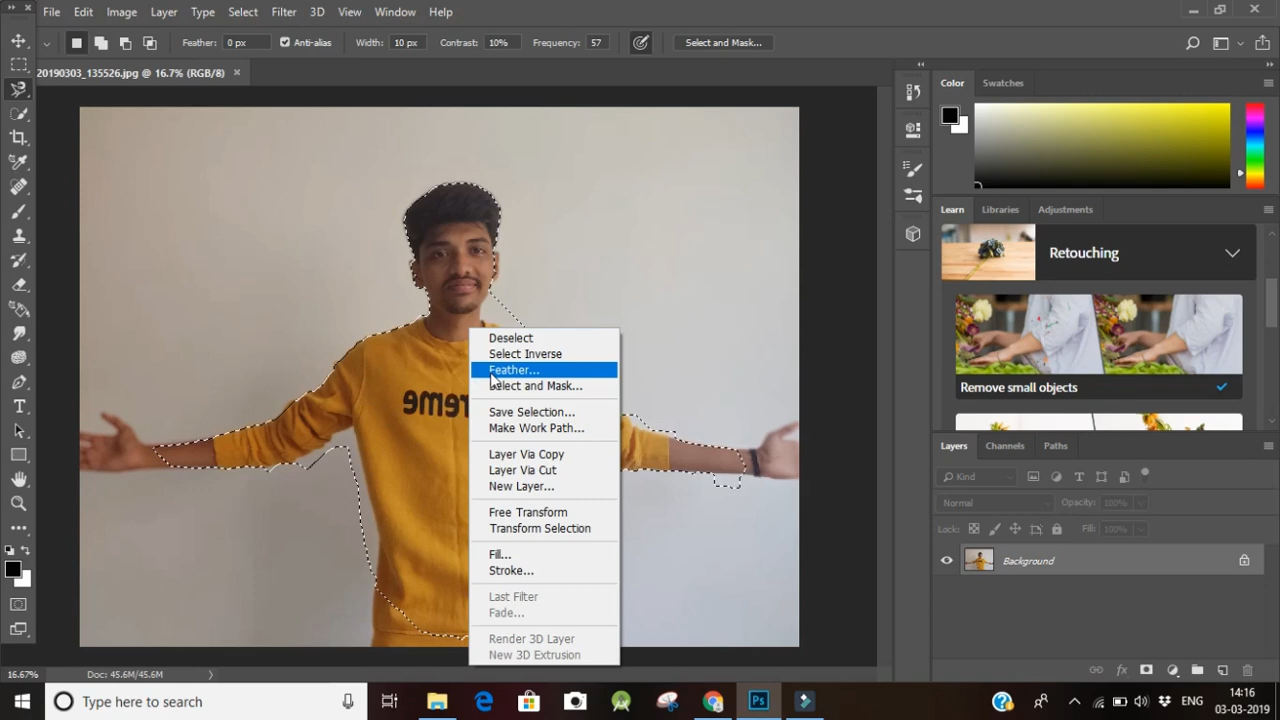 File Edit Image Layer Type Select Filter 3D View Window Help
Feather: 0 px Anti-alias Width: 10 px Contrast: 10% Frequency: 57 Select and Mask...
20190303_135526.jpg @ 16.7% (RGB/8) ×
Color Swatches
Learn Libraries Adjustments
Retouching
Remove small objects
Deselect
Select Inverse
Feather...
Select and Mask...
Save Selection...
Make Work Path...
Layer Via Copy
Layer Via Cut
New Layer...
Free Transform
Transform Selection
Fill...
Stroke...
Last Filter
Fade...
Render 3D Layer
New 3D Extrusion
Layers Channels Paths
Kind
Normal Opacity: 100%
Lock: Fill: 100%
Background
16.67% Doc: 45.6M/45.6M
Type here to search
Ps
ENG
14:16
03-03-2019